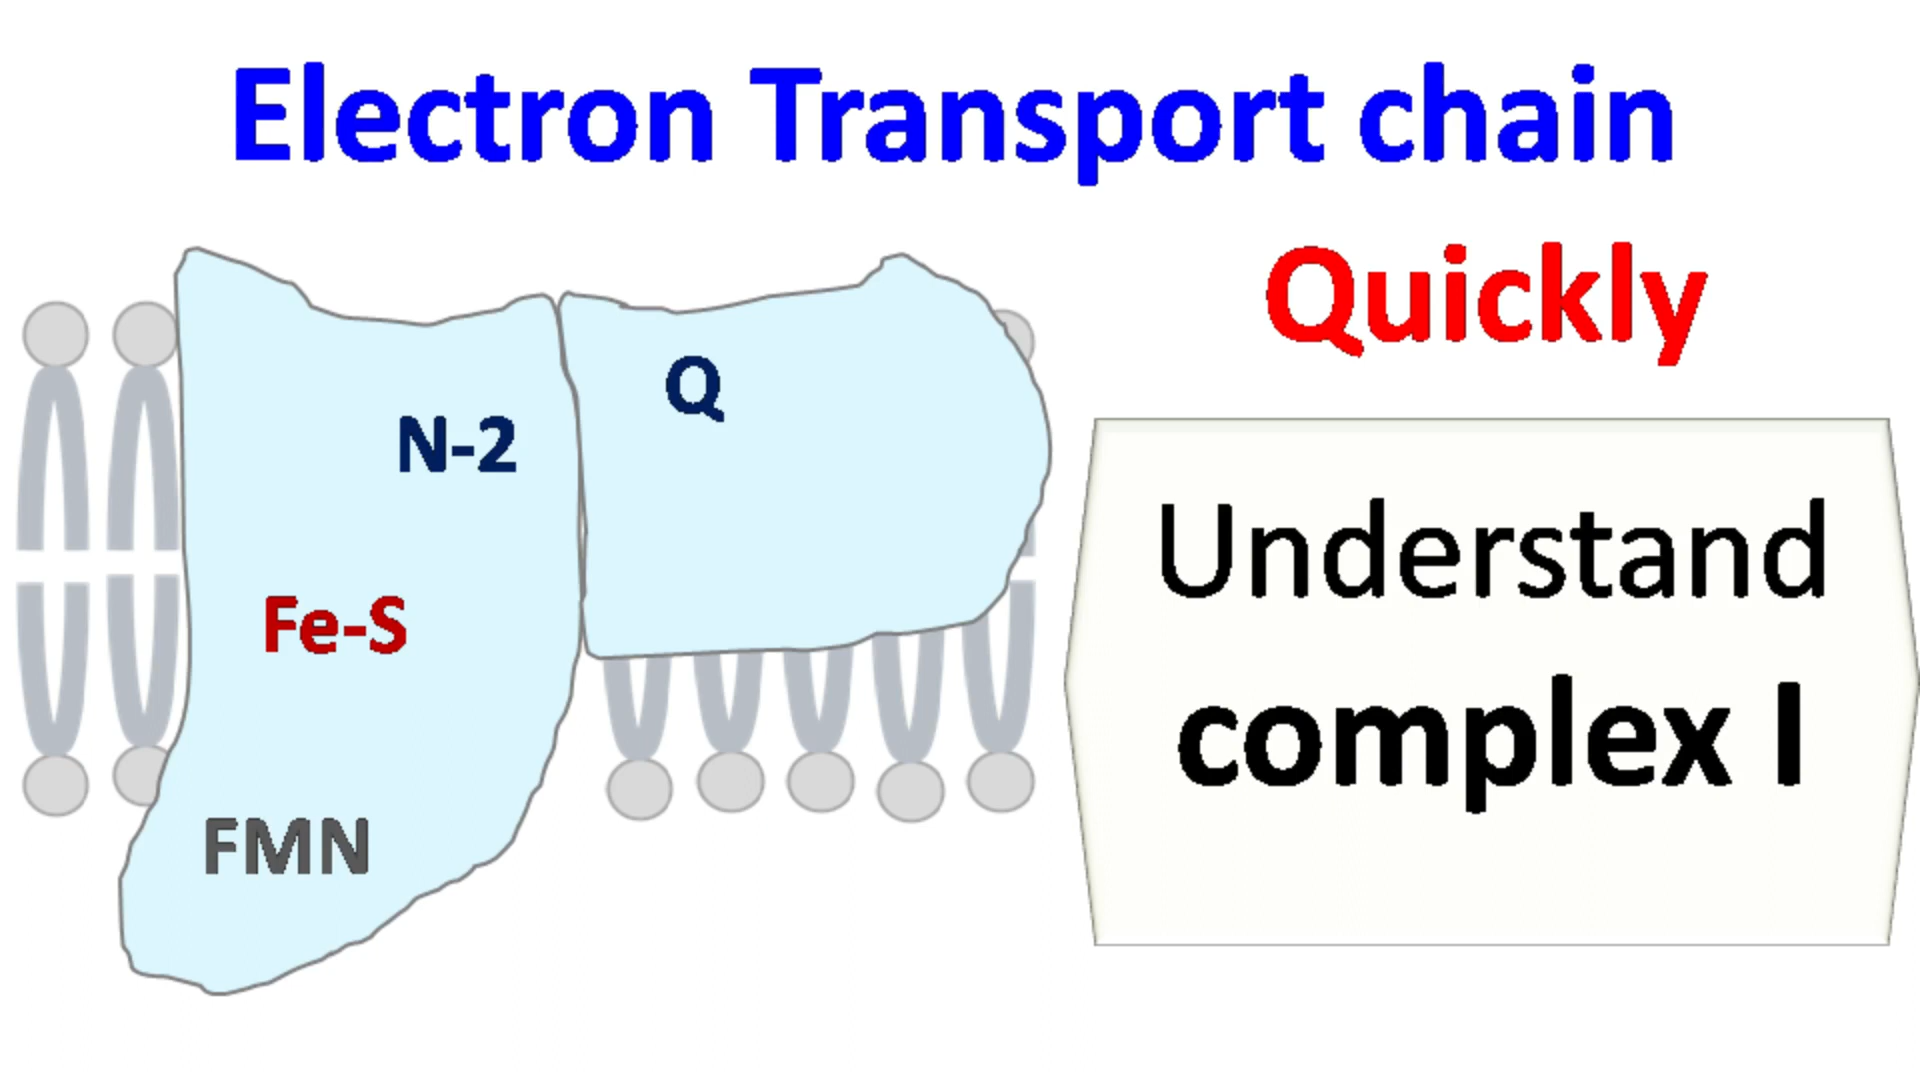 Electron Transport chain
Quickly
Q
N-2
Fe-S
FMN
Understand
complex I